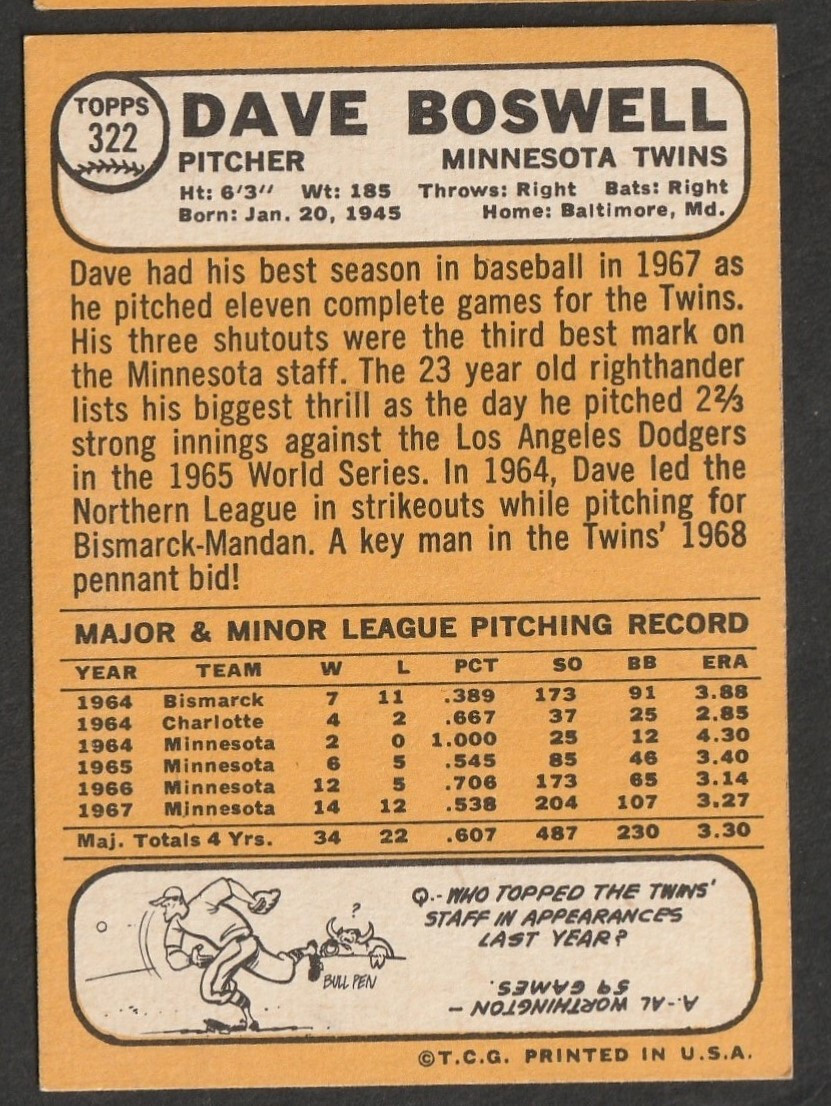 TOPPS
322
DAVE BOSWELL
PITCHER MINNESOTA TWINS
Ht: 6'3" Wt: 185 Throws: Right Bats: Right
Born: Jan. 20, 1945 Home: Baltimore, Md.
Dave had his best season in baseball in 1967 as
he pitched eleven complete games for the Twins.
His three shutouts were the third best mark on
the Minnesota staff. The 23 year old righthander
lists his biggest thrill as the day he pitched 2⅔
strong innings against the Los Angeles Dodgers
in the 1965 World Series. In 1964, Dave led the
Northern League in strikeouts while pitching for
Bismarck-Mandan. A key man in the Twins' 1968
pennant bid!
MAJOR & MINOR LEAGUE PITCHING RECORD
YEAR TEAM W L PCT SO BB ERA
1964 Bismarck 7 11 .389 173 91 3.88
1964 Charlotte 4 2 .667 37 25 2.85
1964 Minnesota 2 0 1.000 25 12 4.30
1965 Minnesota 6 5 .545 85 46 3.40
1966 Minnesota 12 5 .706 173 65 3.14
1967 Minnesota 14 12 .538 204 107 3.27
Maj. Totals 4 Yrs. 34 22 .607 487 230 3.30
Q.- WHO TOPPED THE TWINS'
STAFF IN APPEARANCES
LAST YEAR?
?
BULL PEN
A.- AL WORTHINGTON –
59 GAMES.
©T.C.G. PRINTED IN U.S.A.